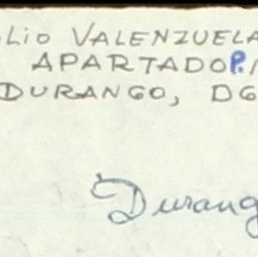 LIO VALENZUELA
APARTADO P.
DURANGO, DG
Durang